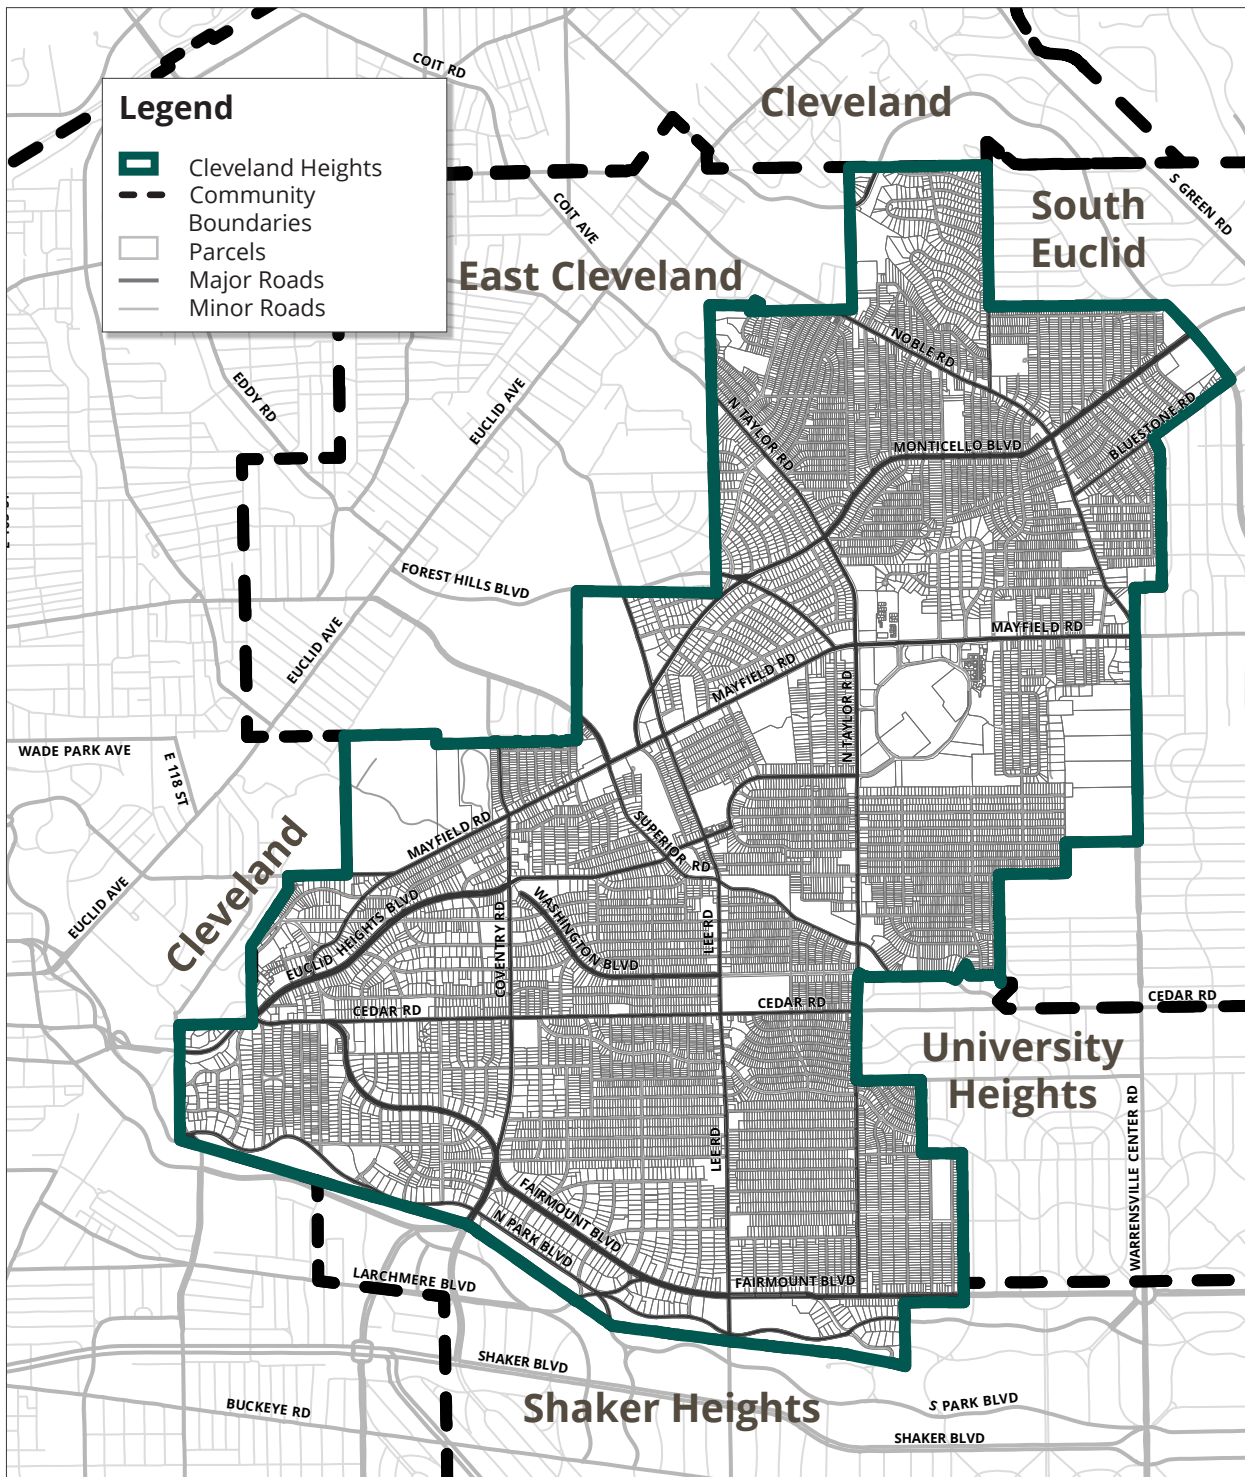 COIT RD
Cleveland
Legend
Cleveland Heights
Community
Boundaries
Parcels
Major Roads
Minor Roads
S GREEN RD
South
Euclid
COIT AVE
East Cleveland
NOBLE RD
EDDY RD
EUCLID AVE
N TAYLOR RD
MONTICELLO BLVD
BLUESTONE RD
FOREST HILLS BLVD
EUCLID AVE
MAYFIELD RD
MAYFIELD RD
N TAYLOR RD
WADE PARK AVE
E 118 ST
MAYFIELD RD
SUPERIOR RD
Cleveland
EUCLID AVE
EUCLID HEIGHTS BLVD
COVENTRY RD
WASHINGTON BLVD
LEE RD
CEDAR RD
CEDAR RD
CEDAR RD
University
Heights
WARRENSVILLE CENTER RD
LEE RD
FAIRMOUNT BLVD
N PARK BLVD
LARCHMERE BLVD
FAIRMOUNT BLVD
SHAKER BLVD
Shaker Heights
BUCKEYE RD
S PARK BLVD
SHAKER BLVD